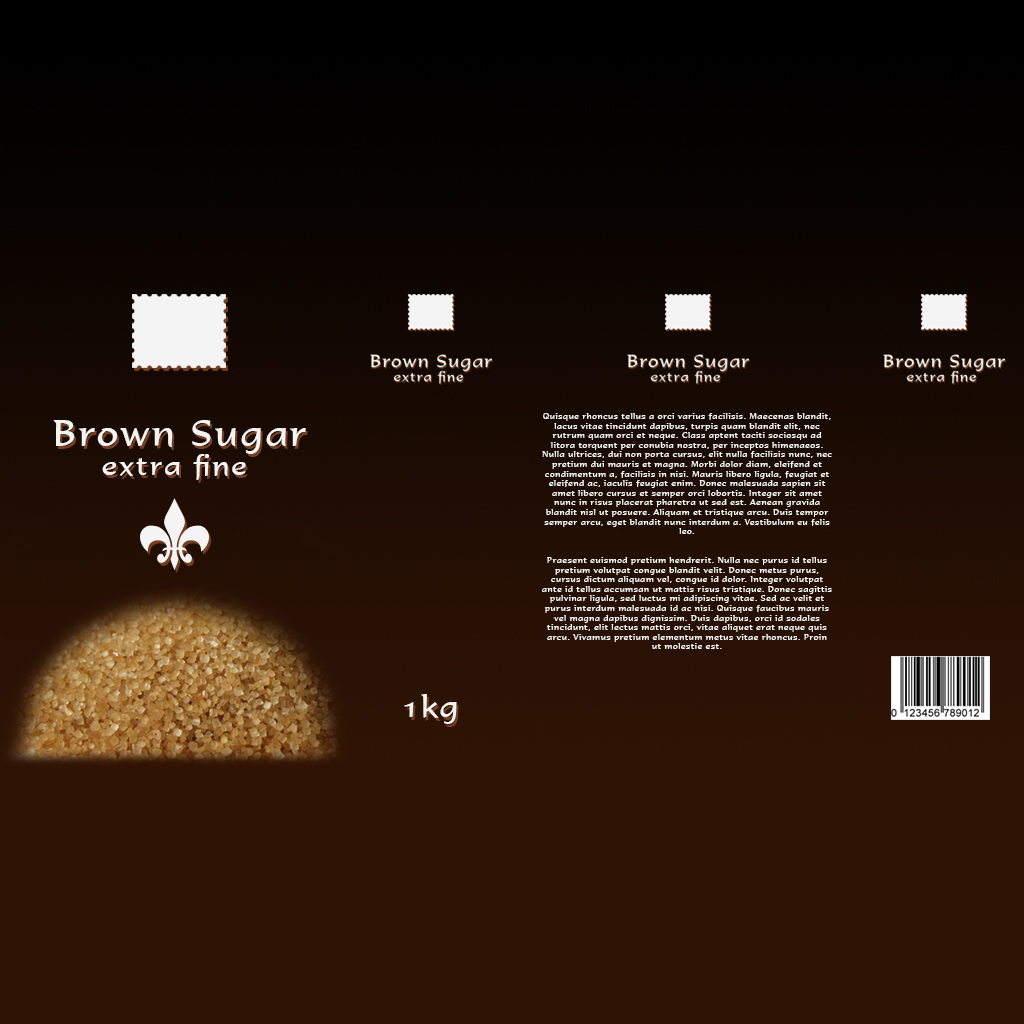 Brown Sugar
extra fine
1kg
Brown Sugar
extra fine
Brown Sugar
extra fine
Quisque rhoncus tellus a orci varius facilisis. Maecenas blandit,
lacus vitae tincidunt dapibus, turpis quam blandit elit, nec
rutrum quam orci et neque. Class aptent taciti sociosqu ad
litora torquent per conubia nostra, per inceptos himenaeos.
Nulla ultrices, dui non porta cursus, elit nulla facilisis nunc, nec
pretium dui mauris et magna. Morbi dolor diam, eleifend et
condimentum a, facilisis in nisi. Mauris libero ligula, feugiat et
eleifend ac, iaculis feugiat enim. Donec malesuada sapien sit
amet libero cursus et semper orci lobortis. Integer sit amet
nunc in risus placerat pharetra ut sed est. Aenean gravida
blandit nisl ut posuere. Aliquam et tristique arcu. Duis tempor
semper arcu, eget blandit nunc interdum a. Vestibulum eu felis
leo.
Praesent euismod pretium hendrerit. Nulla nec purus id tellus
pretium volutpat congue blandit velit. Donec metus purus,
cursus dictum aliquam vel, congue id dolor. Integer volutpat
ante id tellus accumsan ut mattis risus tristique. Donec sagittis
pulvinar ligula, sed luctus mi adipiscing vitae. Sed ac velit et
purus interdum malesuada id ac nisi. Quisque faucibus mauris
vel magna dapibus dignissim. Duis dapibus, orci id sodales
tincidunt, elit lectus mattis orci, vitae aliquet erat neque quis
arcu. Vivamus pretium elementum metus vitae rhoncus. Proin
ut molestie est.
Brown Sugar
extra fine
0 123456 789012